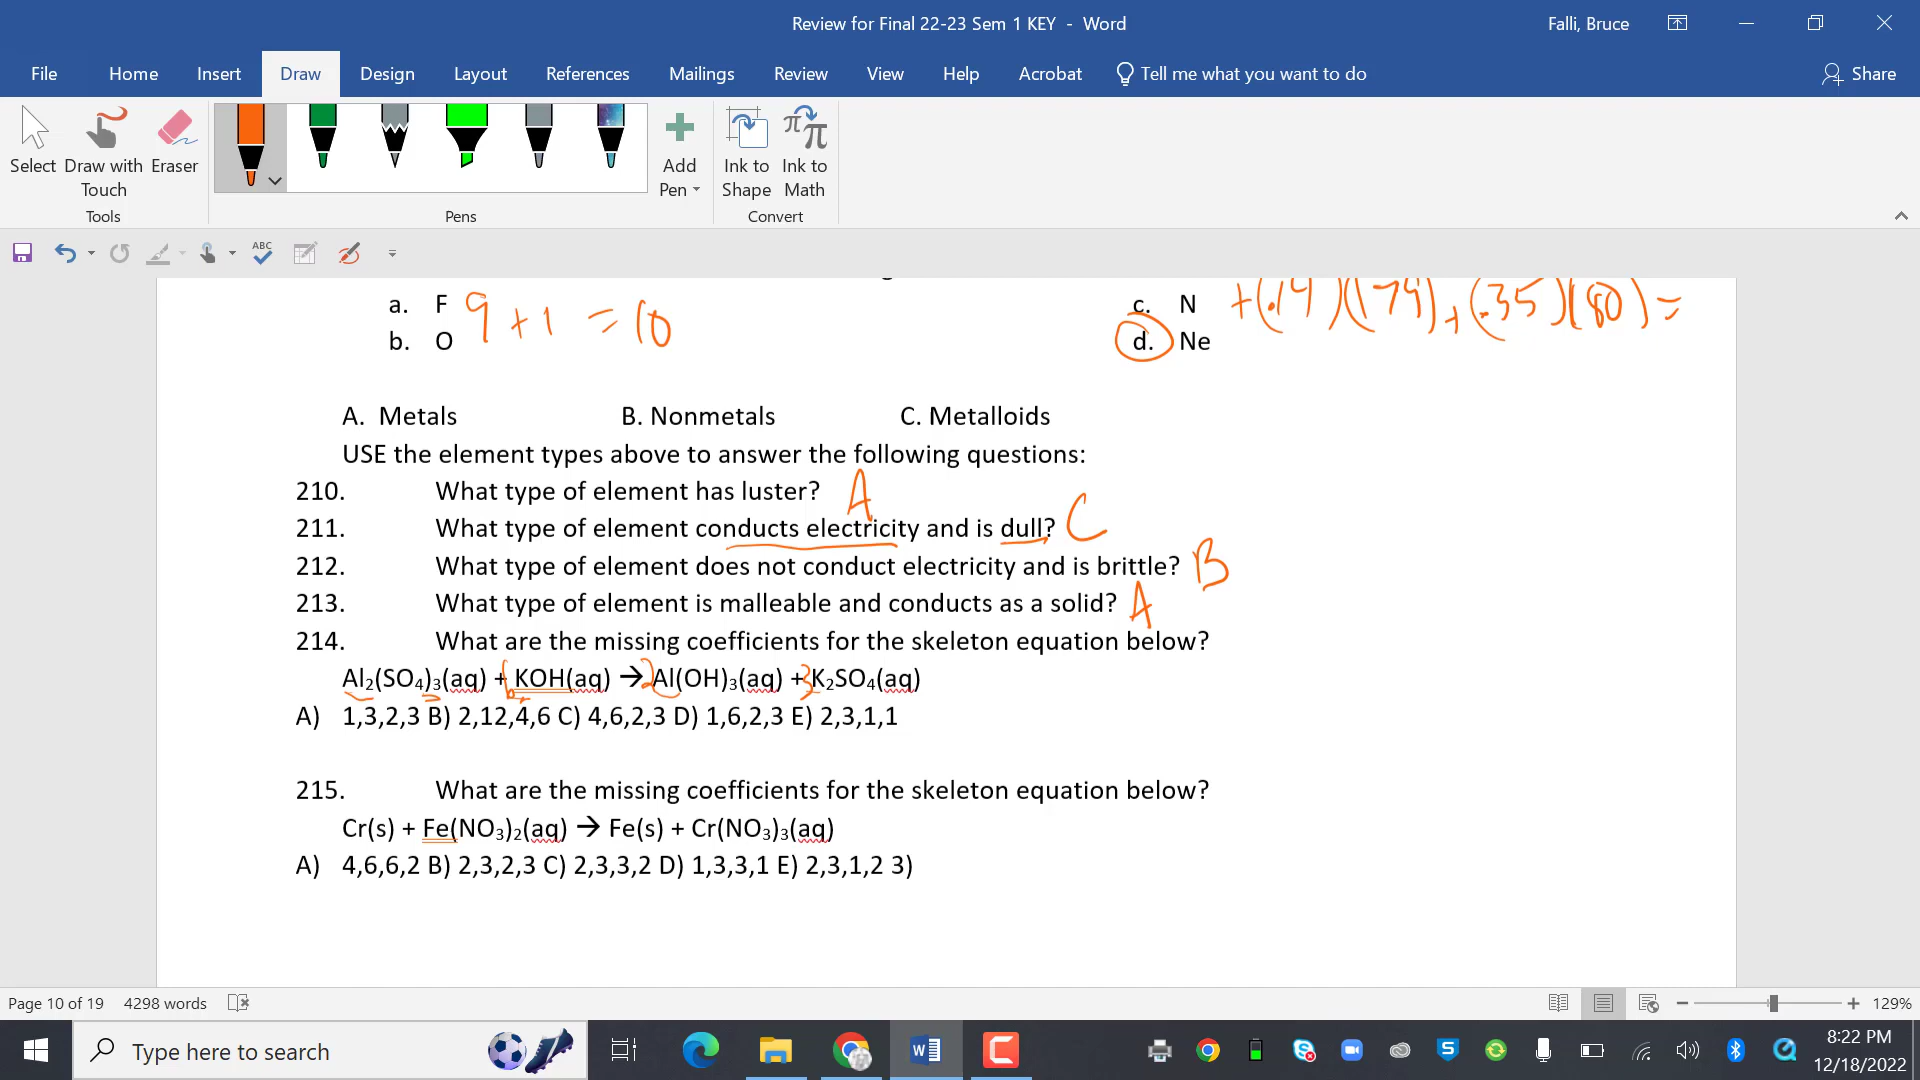 Review for Final 22-23 Sem 1 KEY - Word
Falli, Bruce
File Home Insert Draw Design Layout References Mailings Review View Help Acrobat Tell me what you want to do Share
Select Draw with Touch Eraser Add Pen Ink to Shape Ink to Math
Tools Pens Convert
ABC
+(.14)(174)+(.35)(80)=
a. F 9+1=10 c. N
b. O d. Ne
A. Metals B. Nonmetals C. Metalloids
USE the element types above to answer the following questions:
210. What type of element has luster? A
211. What type of element conducts electricity and is dull? C
212. What type of element does not conduct electricity and is brittle? B
213. What type of element is malleable and conducts as a solid? A
214. What are the missing coefficients for the skeleton equation below?
Al₂(SO₄)₃(aq) + 6KOH(aq) → 2Al(OH)₃(aq) + 3K₂SO₄(aq)
A) 1,3,2,3 B) 2,12,4,6 C) 4,6,2,3 D) 1,6,2,3 E) 2,3,1,1
215. What are the missing coefficients for the skeleton equation below?
Cr(s) + Fe(NO₃)₂(aq) → Fe(s) + Cr(NO₃)₃(aq)
A) 4,6,6,2 B) 2,3,2,3 C) 2,3,3,2 D) 1,3,3,1 E) 2,3,1,2 3)
Page 10 of 19 4298 words 129%
Type here to search
8:22 PM
12/18/2022